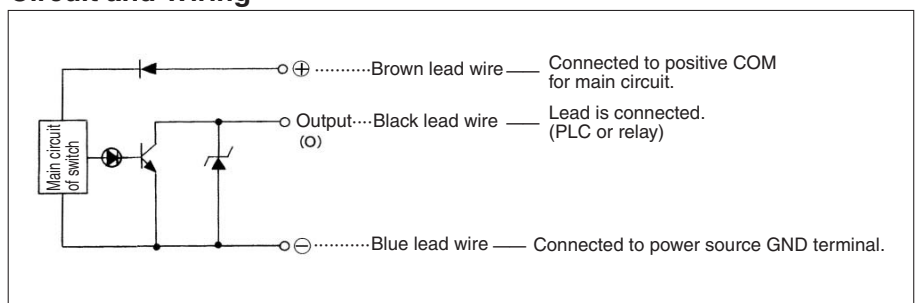 Circuit and Wiring
⊕ ··········Brown lead wire —— Connected to positive COM
for main circuit.
Output····Black lead wire —— Lead is connected.
(O) (PLC or relay)
Main circuit
of switch
⊖ ··········Blue lead wire —— Connected to power source GND terminal.